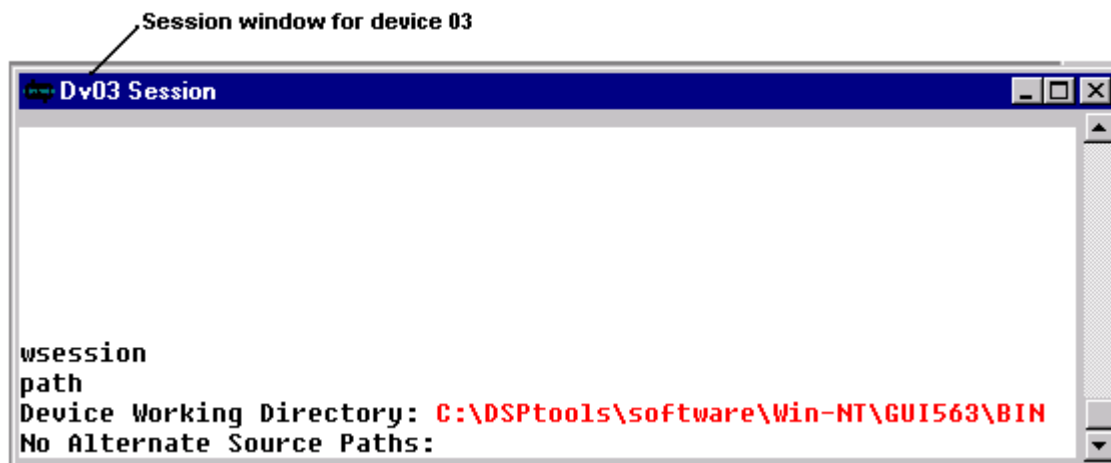 Session window for device 03
Dv03 Session
wsession
path
Device Working Directory: C:\DSPtools\software\Win-NT\GUI563\BIN
No Alternate Source Paths: